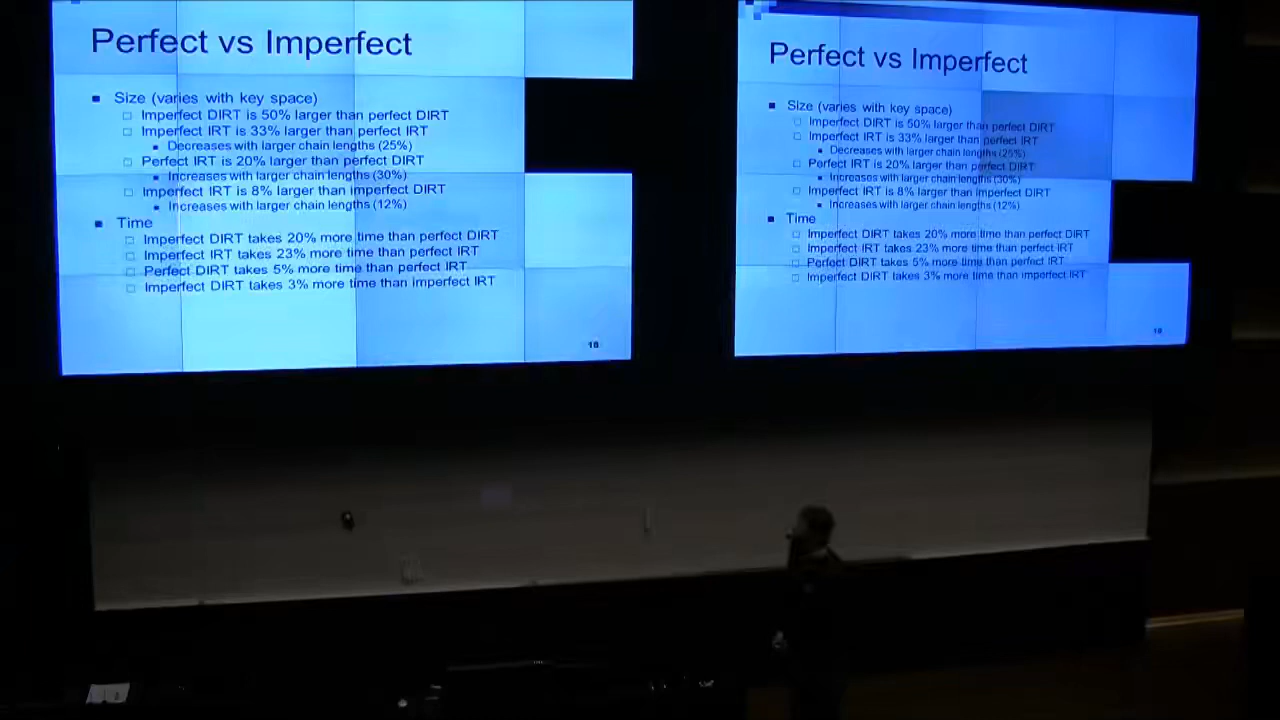 Perfect vs Imperfect
Size (varies with key space)
Imperfect DIRT is 50% larger than perfect DIRT
Imperfect IRT is 33% larger than perfect IRT
Decreases with larger chain lengths (25%)
Perfect IRT is 20% larger than perfect DIRT
Increases with larger chain lengths (30%)
Imperfect IRT is 8% larger than imperfect DIRT
Increases with larger chain lengths (12%)
Time
Imperfect DIRT takes 20% more time than perfect DIRT
Imperfect IRT takes 23% more time than perfect IRT
Perfect DIRT takes 5% more time than perfect IRT
Imperfect DIRT takes 3% more time than imperfect IRT
18
Perfect vs Imperfect
Size (varies with key space)
Imperfect DIRT is 50% larger than perfect DIRT
Imperfect IRT is 33% larger than perfect IRT
Decreases with larger chain lengths (25%)
Perfect IRT is 20% larger than perfect DIRT
Increases with larger chain lengths (30%)
Imperfect IRT is 8% larger than imperfect DIRT
Increases with larger chain lengths (12%)
Time
Imperfect DIRT takes 20% more time than perfect DIRT
Imperfect IRT takes 23% more time than perfect IRT
Perfect DIRT takes 5% more time than perfect IRT
Imperfect DIRT takes 3% more time than imperfect IRT
18